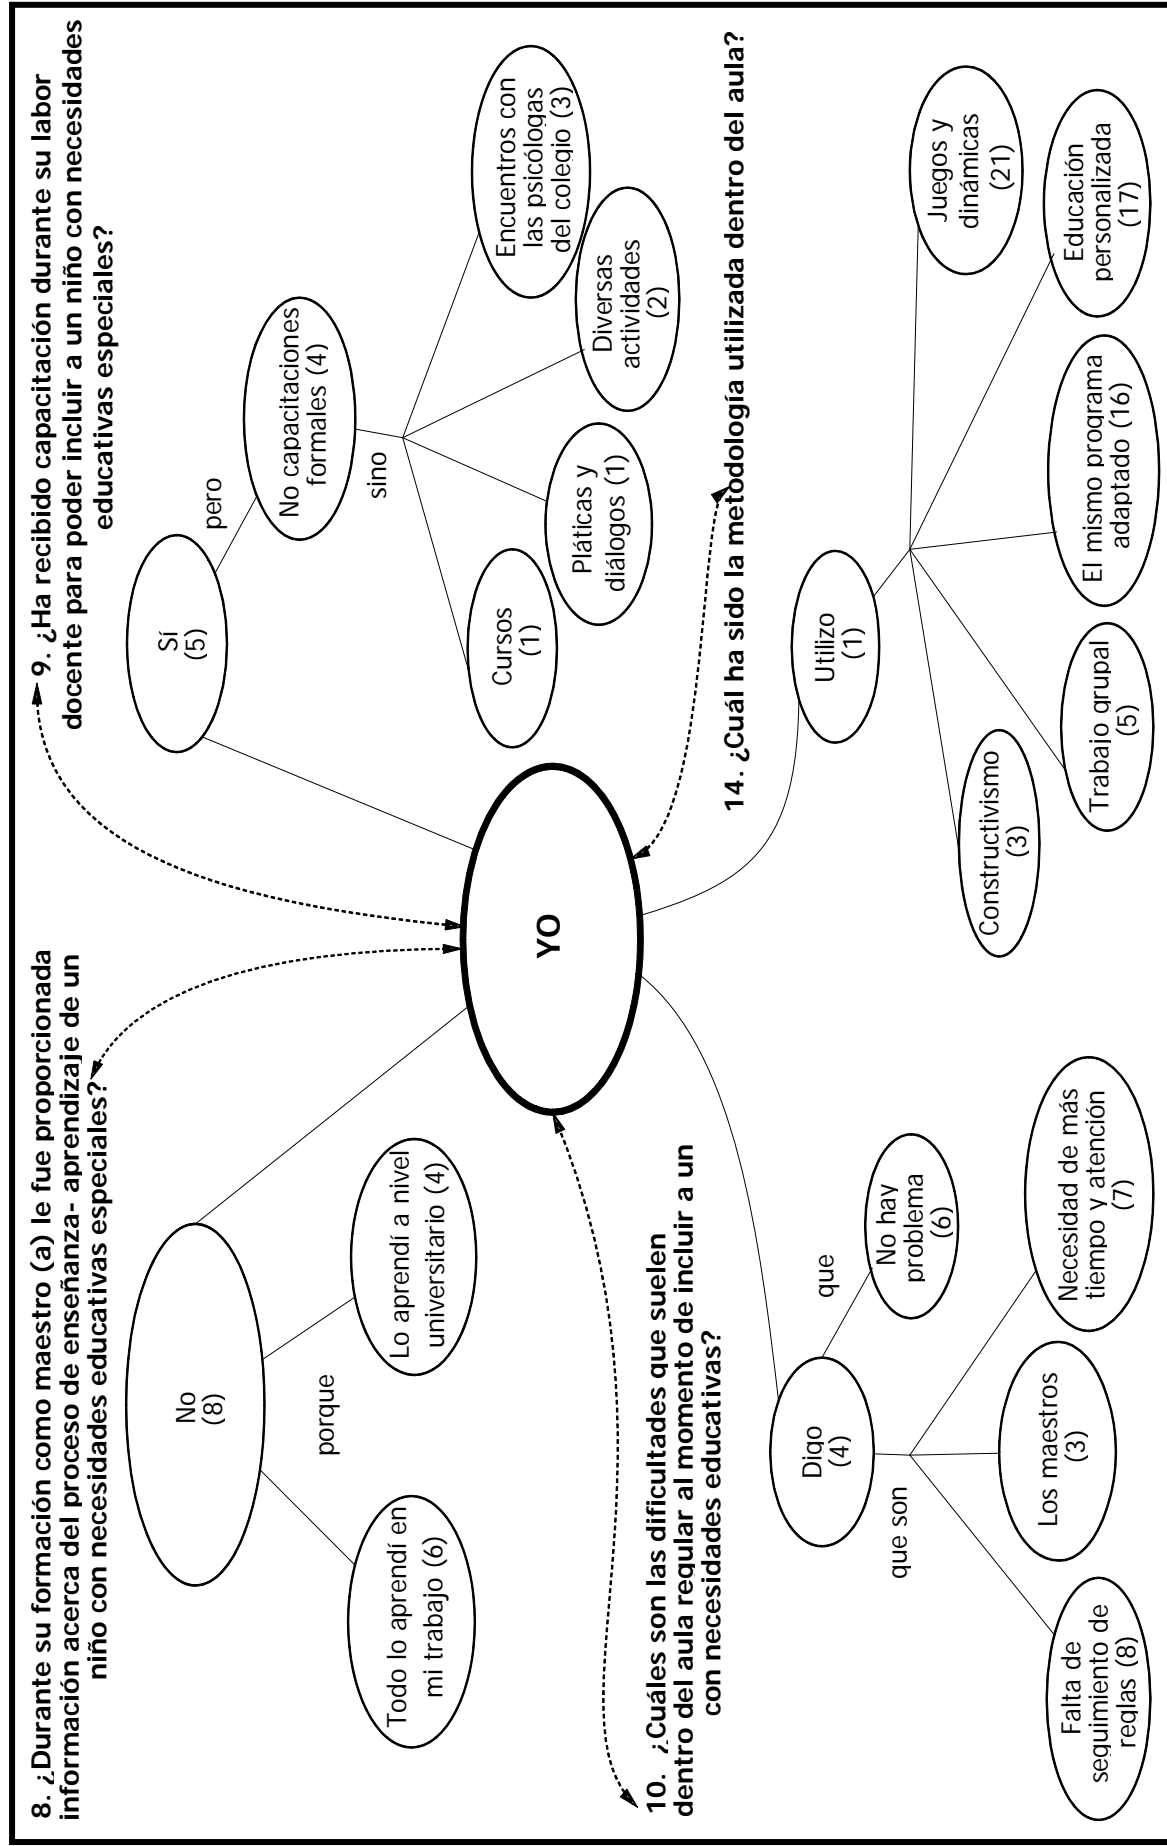 8. ¿Durante su formación como maestro (a) le fue proporcionada
información acerca del proceso de enseñanza- aprendizaje de un
niño con necesidades educativas especiales?
No
(8)
porque
Todo lo aprendí en
mi trabajo (6)
Lo aprendí a nivel
universitario (4)
9. ¿Ha recibido capacitación durante su labor
docente para poder incluir a un niño con necesidades
educativas especiales?
Sí
(5)
pero
No capacitaciones
formales (4)
sino
Cursos
(1)
Pláticas y
diálogos (1)
Diversas
actividades
(2)
Encuentros con
las psicólogas
del colegio (3)
YO
10. ¿Cuáles son las dificultades que suelen
dentro del aula regular al momento de incluir a un
con necesidades educativas?
Digo
(4)
que
No hay
problema
(6)
que son
Falta de
seguimiento de
reglas (8)
Los maestros
(3)
Necesidad de más
tiempo y atención
(7)
14. ¿Cuál ha sido la metodología utilizada dentro del aula?
Utilizo
(1)
Constructivismo
(3)
Trabajo grupal
(5)
El mismo programa
adaptado (16)
Educación
personalizada
(17)
Juegos y
dinámicas
(21)